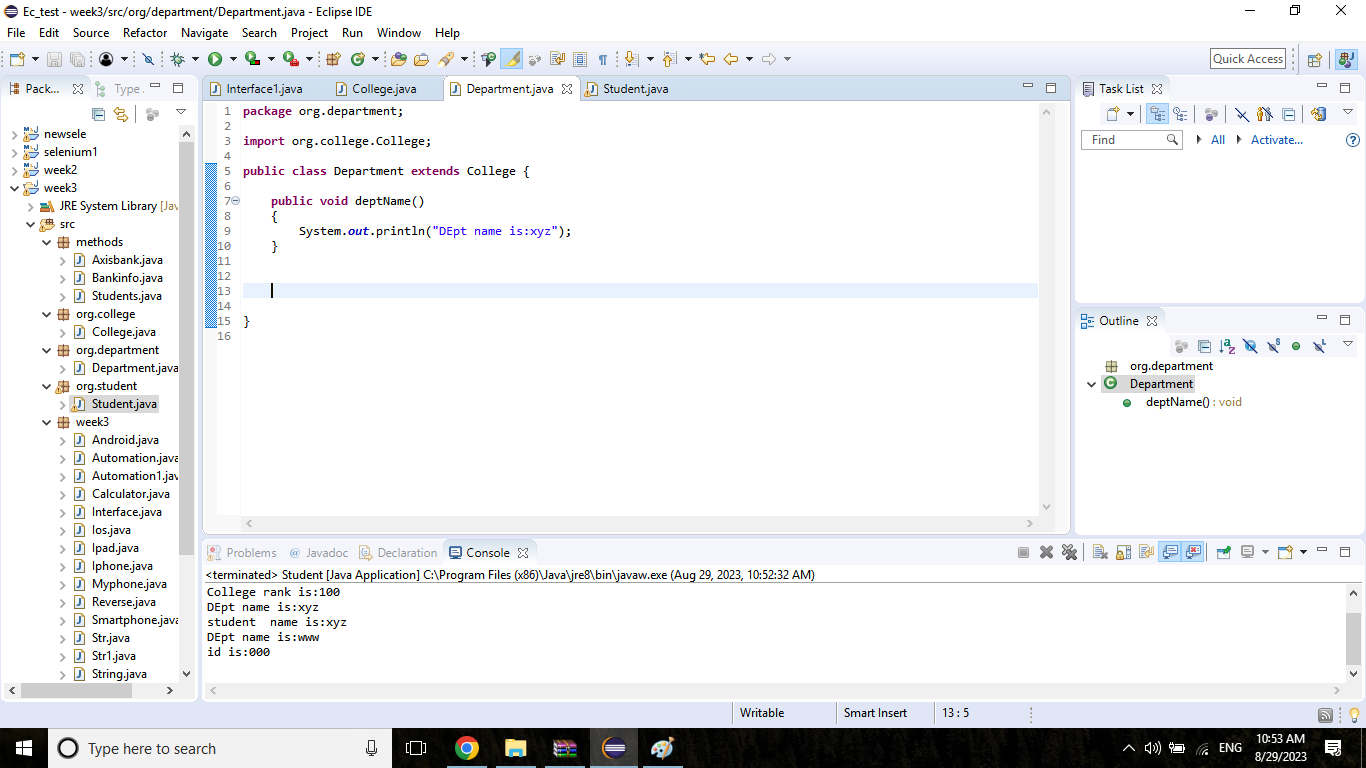 Ec_test - week3/src/org/department/Department.java - Eclipse IDE
File Edit Source Refactor Navigate Search Project Run Window Help
Quick Access
Pack...
Type
newsele
selenium1
week2
week3
JRE System Library [Jav
src
methods
Axisbank.java
Bankinfo.java
Students.java
org.college
College.java
org.department
Department.java
org.student
Student.java
week3
Android.java
Automation.java
Automation1.jav
Calculator.java
Interface.java
Ios.java
Ipad.java
Iphone.java
Myphone.java
Reverse.java
Smartphone.java
Str.java
Str1.java
String.java
Interface1.java College.java Department.java Student.java
1 package org.department;
2
3 import org.college.College;
4
5 public class Department extends College {
6
7 public void deptName()
8 {
9 System.out.println("DEpt name is:xyz");
10 }
11
12
13
14
15 }
16
Task List
Find All Activate...
Outline
org.department
Department
deptName() : void
Problems @ Javadoc Declaration Console
<terminated> Student [Java Application] C:\Program Files (x86)\Java\jre8\bin\javaw.exe (Aug 29, 2023, 10:52:32 AM)
College rank is:100
DEpt name is:xyz
student  name is:xyz
DEpt name is:www
id is:000
Writable Smart Insert 13 : 5
Type here to search
ENG
10:53 AM
8/29/2023